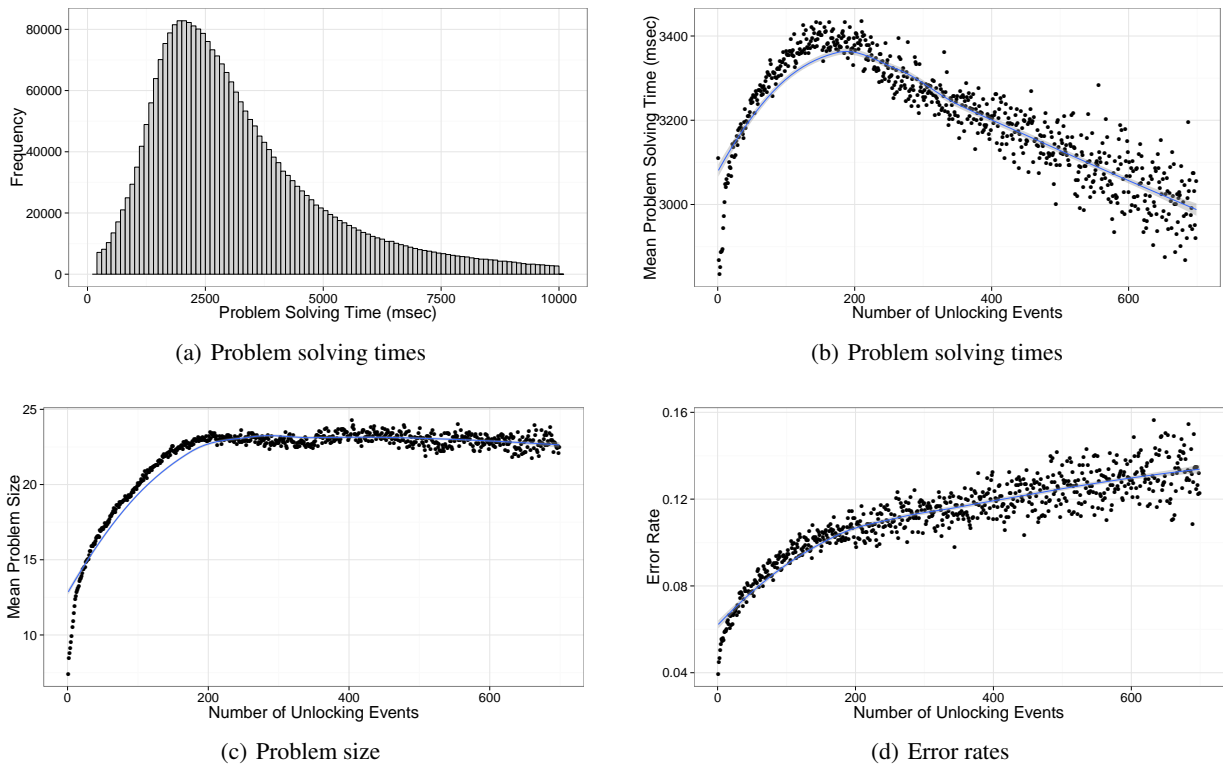 80000
60000
40000
20000
0
Frequency
0 2500 5000 7500 10000
Problem Solving Time (msec)
(a) Problem solving times
3400
3200
3000
Mean Problem Solving Time (msec)
0 200 400 600
Number of Unlocking Events
(b) Problem solving times
25
20
15
10
Mean Problem Size
0 200 400 600
Number of Unlocking Events
(c) Problem size
0.16
0.12
0.08
0.04
Error Rate
0 200 400 600
Number of Unlocking Events
(d) Error rates